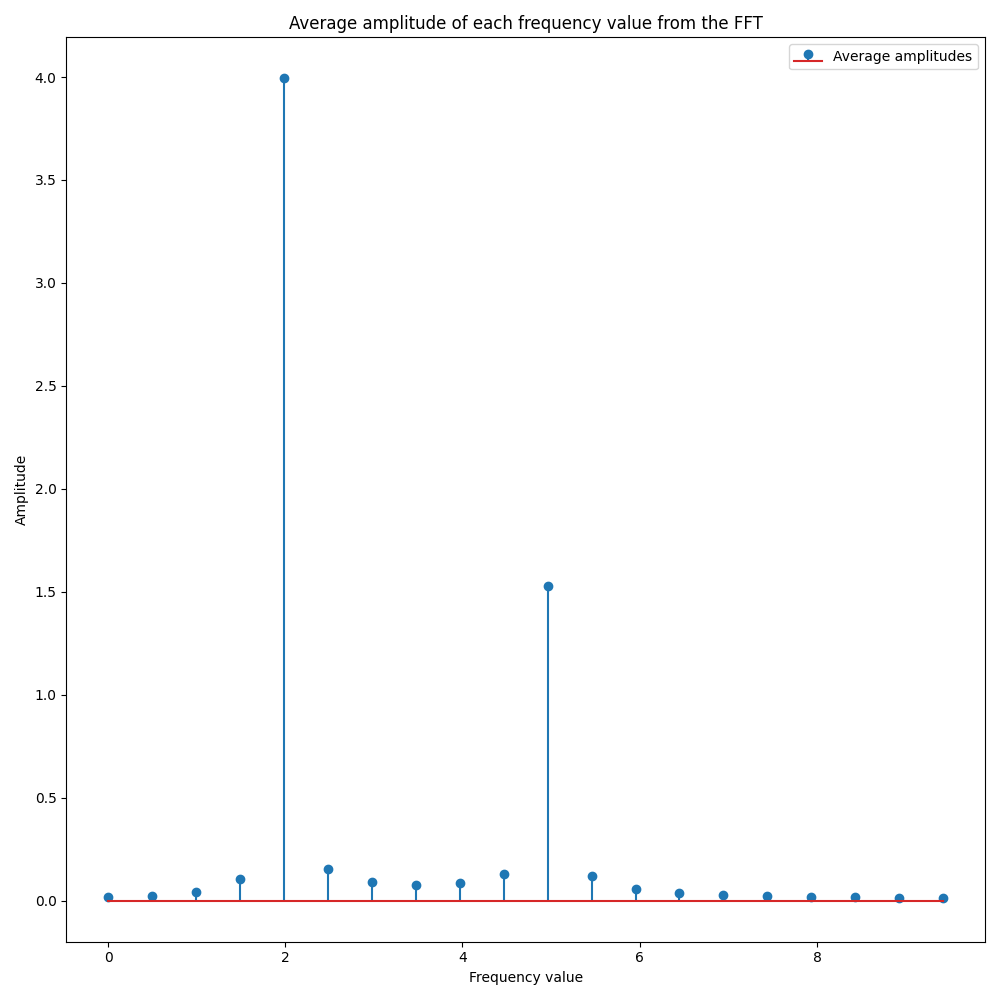 Average amplitude of each frequency value from the FFT
Average amplitudes
4.0
3.5
3.0
2.5
2.0
1.5
1.0
0.5
0.0
Amplitude
0 2 4 6 8
Frequency value